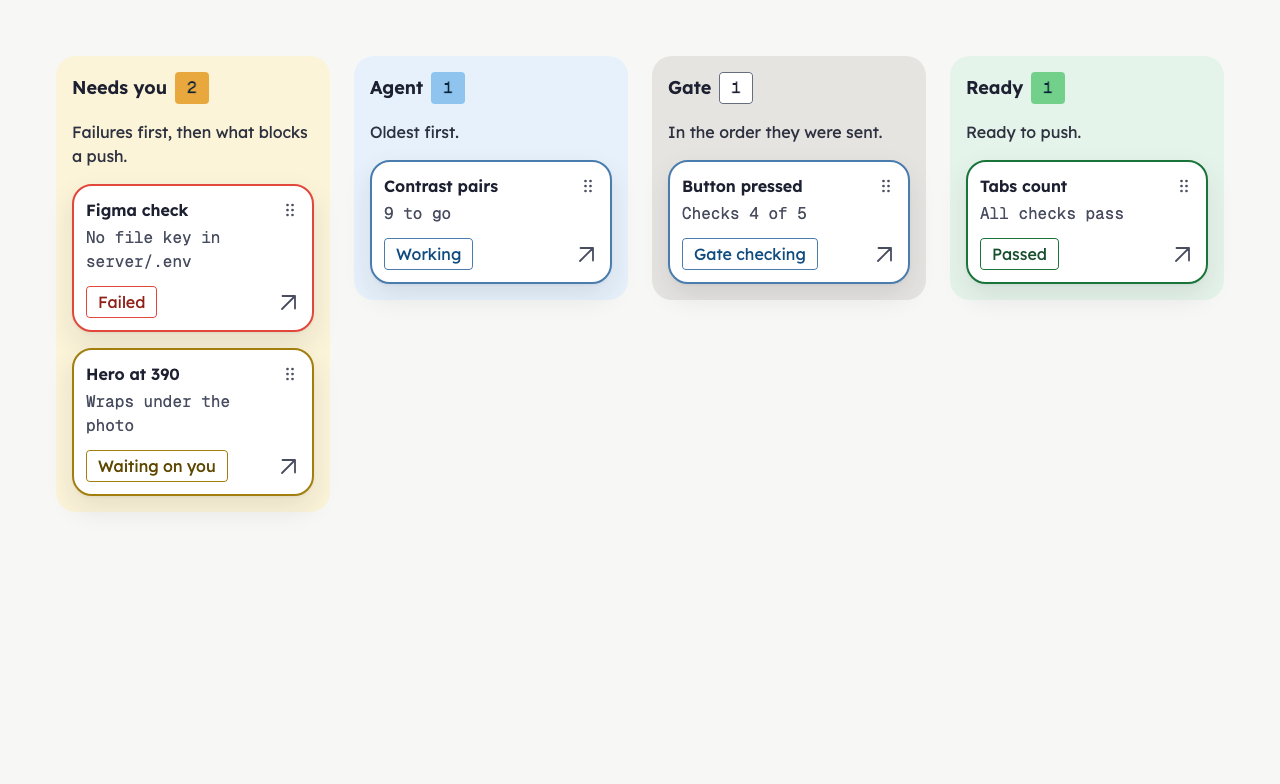 Needs you 2
Failures first, then what blocks
a push.
Figma check
No file key in
server/.env
Failed
Hero at 390
Wraps under the
photo
Waiting on you
Agent 1
Oldest first.
Contrast pairs
9 to go
Working
Gate 1
In the order they were sent.
Button pressed
Checks 4 of 5
Gate checking
Ready 1
Ready to push.
Tabs count
All checks pass
Passed